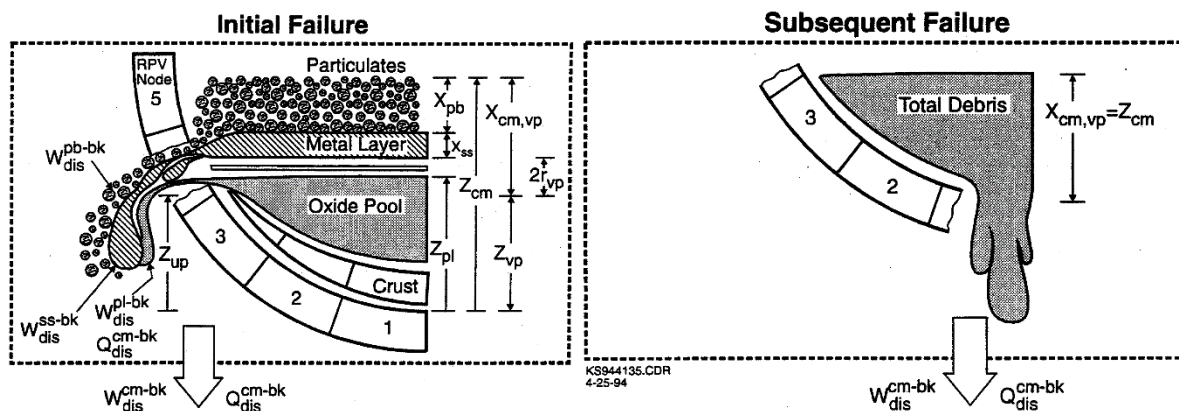 Initial Failure
RPV
Node
5
Particulates
X_pb
X_cm,vp
W_dis^pb-bk
Metal Layer
X_ss
2r_vp
Z_cm
Oxide Pool
3
Z_up
Z_pl
Z_vp
Crust
2
1
W_dis^ss-bk
W_dis^pl-bk
Q_dis^cm-bk
W_dis^cm-bk Q_dis^cm-bk
Subsequent Failure
Total Debris
X_cm,vp=Z_cm
3
2
KS944135.CDR
4-25-94
W_dis^cm-bk Q_dis^cm-bk